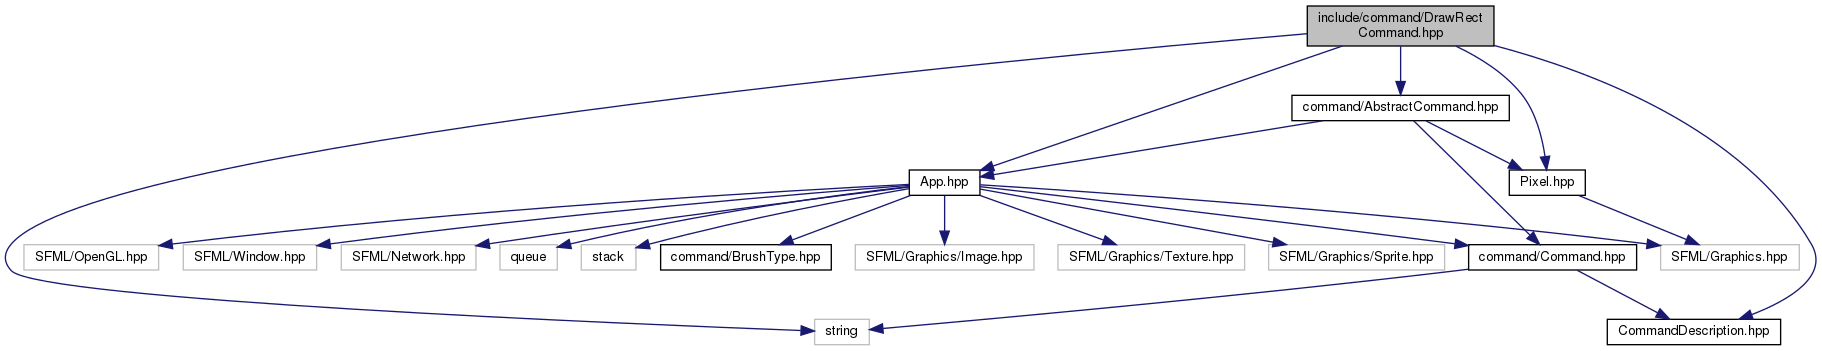 include/command/DrawRect
Command.hpp
command/AbstractCommand.hpp
App.hpp
Pixel.hpp
SFML/OpenGL.hpp
SFML/Window.hpp
SFML/Network.hpp
queue
stack
command/BrushType.hpp
SFML/Graphics/Image.hpp
SFML/Graphics/Texture.hpp
SFML/Graphics/Sprite.hpp
command/Command.hpp
SFML/Graphics.hpp
string
CommandDescription.hpp